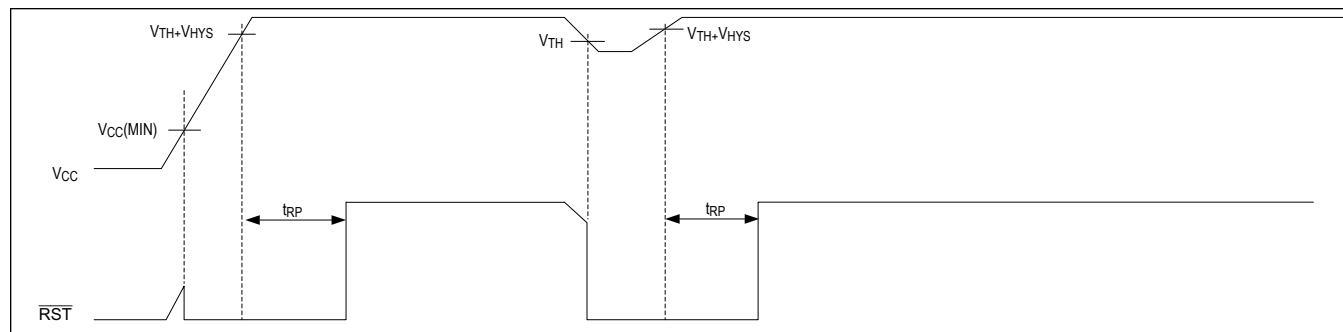 VTH+VHYS
VTH
VTH+VHYS
VCC(MIN)
VCC
tRP
tRP
RST